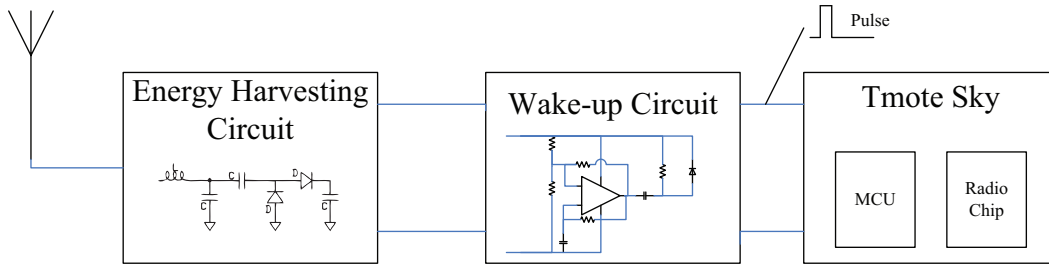 Pulse
Energy Harvesting
Circuit
Wake-up Circuit
Tmote Sky
L
C
D
C
D
C
MCU
Radio
Chip